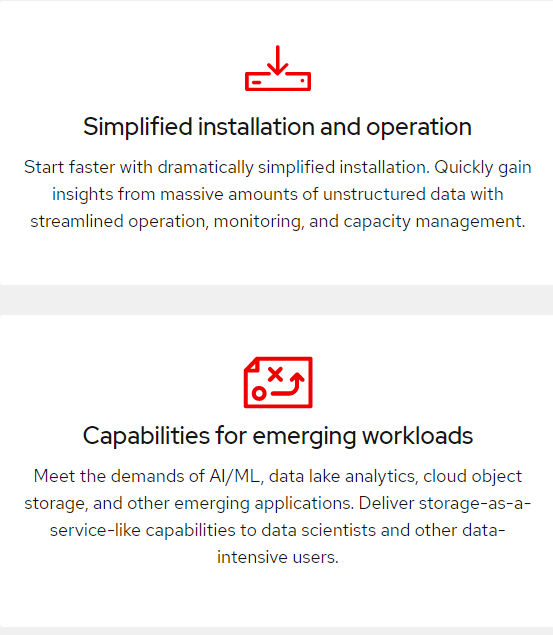 Simplified installation and operation
Start faster with dramatically simplified installation. Quickly gain
insights from massive amounts of unstructured data with
streamlined operation, monitoring, and capacity management.
Capabilities for emerging workloads
Meet the demands of AI/ML, data lake analytics, cloud object
storage, and other emerging applications. Deliver storage-as-a-
service-like capabilities to data scientists and other data-
intensive users.